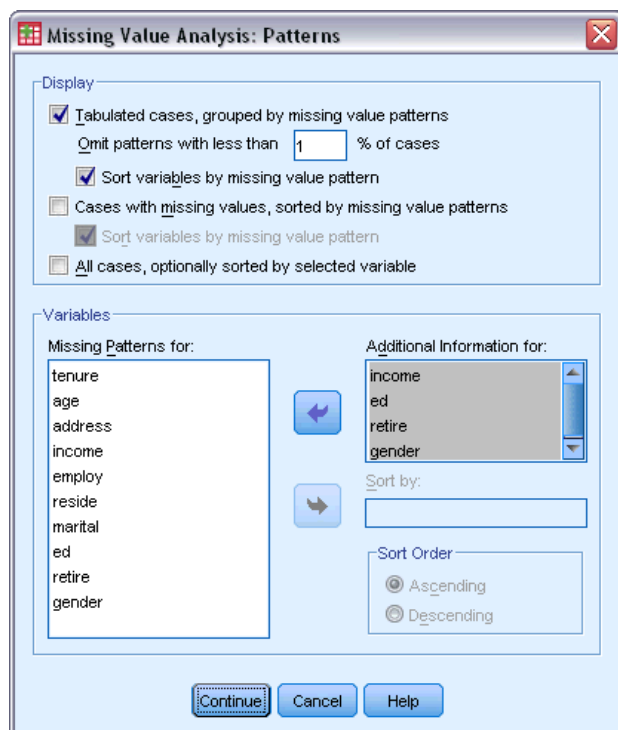 Missing Value Analysis: Patterns
Display
Tabulated cases, grouped by missing value patterns
Omit patterns with less than 1 % of cases
Sort variables by missing value pattern
Cases with missing values, sorted by missing value patterns
Sort variables by missing value pattern
All cases, optionally sorted by selected variable
Variables
Missing Patterns for:
tenure
age
address
income
employ
reside
marital
ed
retire
gender
Additional Information for:
income
ed
retire
gender
Sort by:
Sort Order
Ascending
Descending
Continue Cancel Help